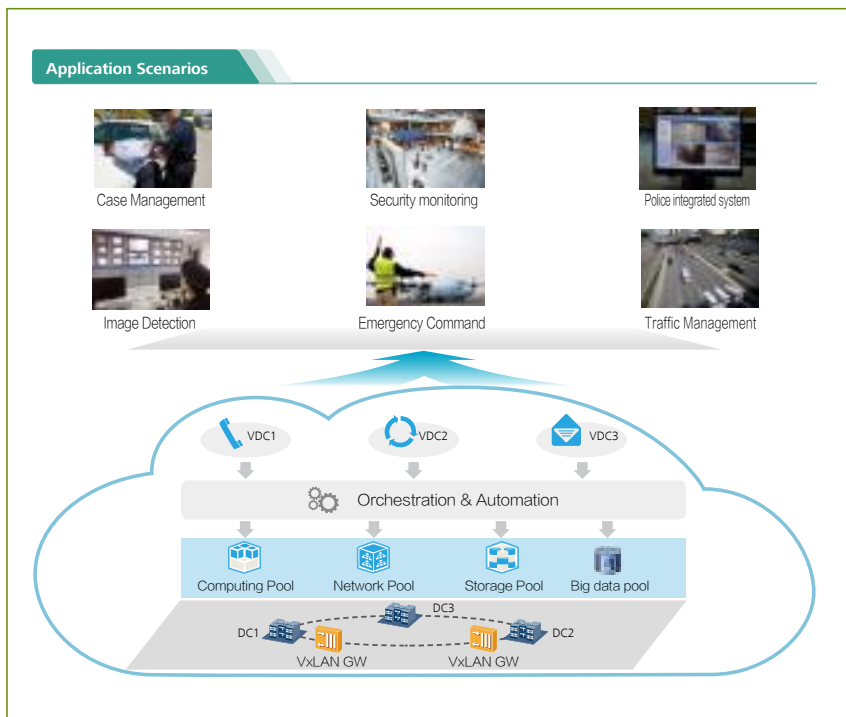 Application Scenarios
Case Management
Security monitoring
Police integrated system
Image Detection
Emergency Command
Traffic Management
VDC1
VDC2
VDC3
Orchestration & Automation
Computing Pool
Network Pool
Storage Pool
Big data pool
DC3
DC1
DC2
VxLAN GW
VxLAN GW